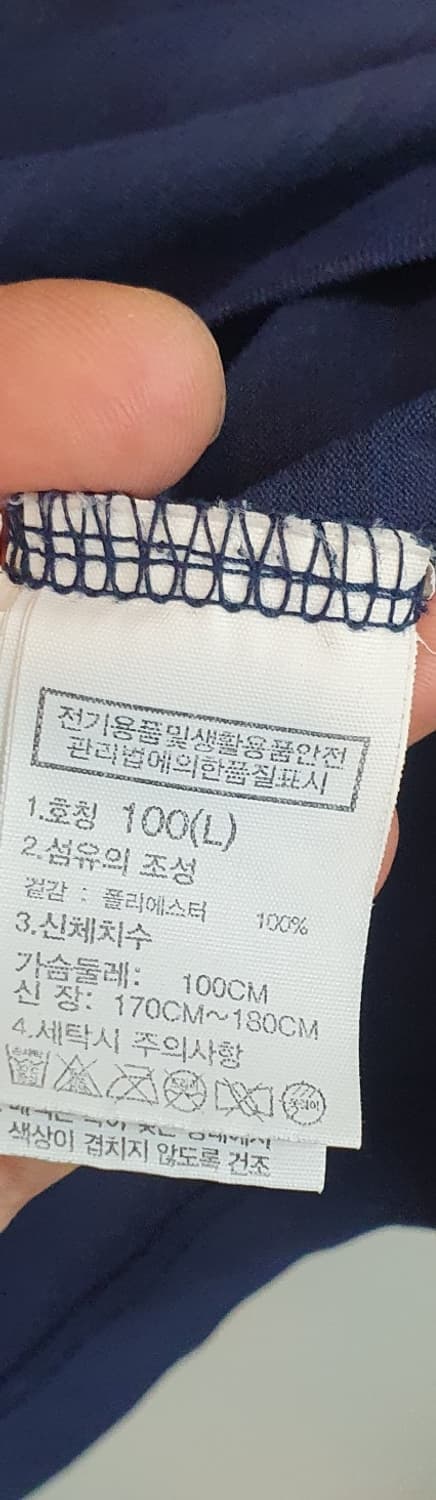 전기용품및생활용품안전
관리법에의한품질표시
1.호칭 100(L)
2.섬유의 조성
겉감 : 폴리에스터 100%
3.신체치수
가슴둘레: 100CM
신 장: 170CM~180CM
4.세탁시 주의사항
옷걸이
색상이 겹치지 않도록 건조